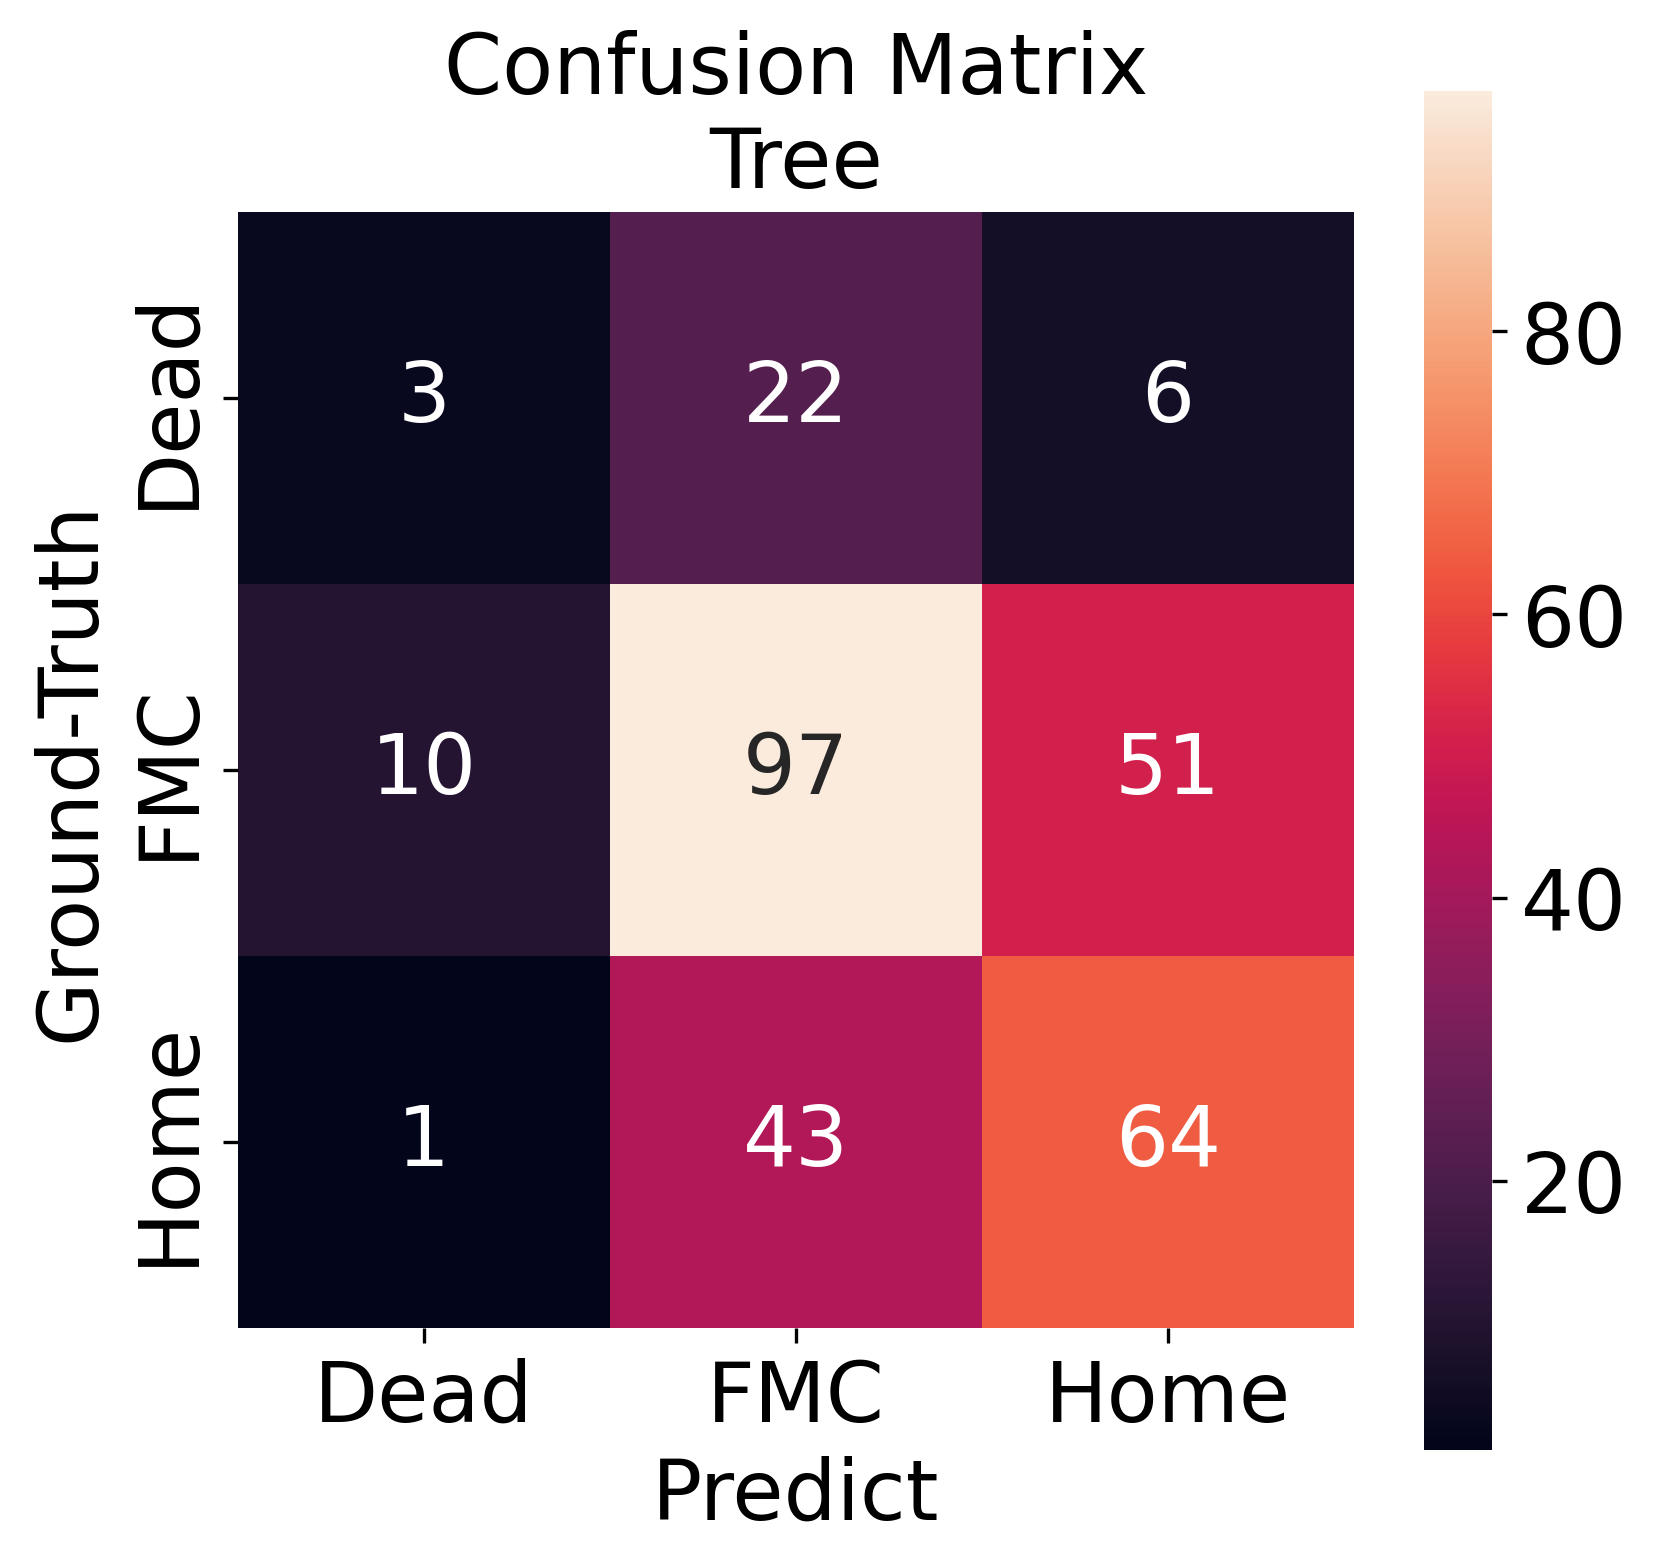 Confusion Matrix
Tree
Ground-Truth
Dead
3 22 6
FMC
10 97 51
Home
1 43 64
Dead FMC Home
Predict
80
60
40
20